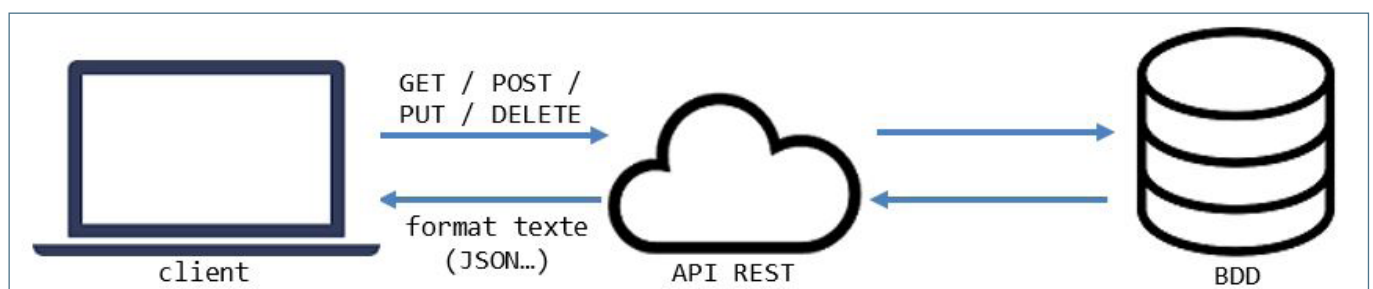 GET / POST /
PUT / DELETE
format texte
(JSON…)
client
API REST
BDD